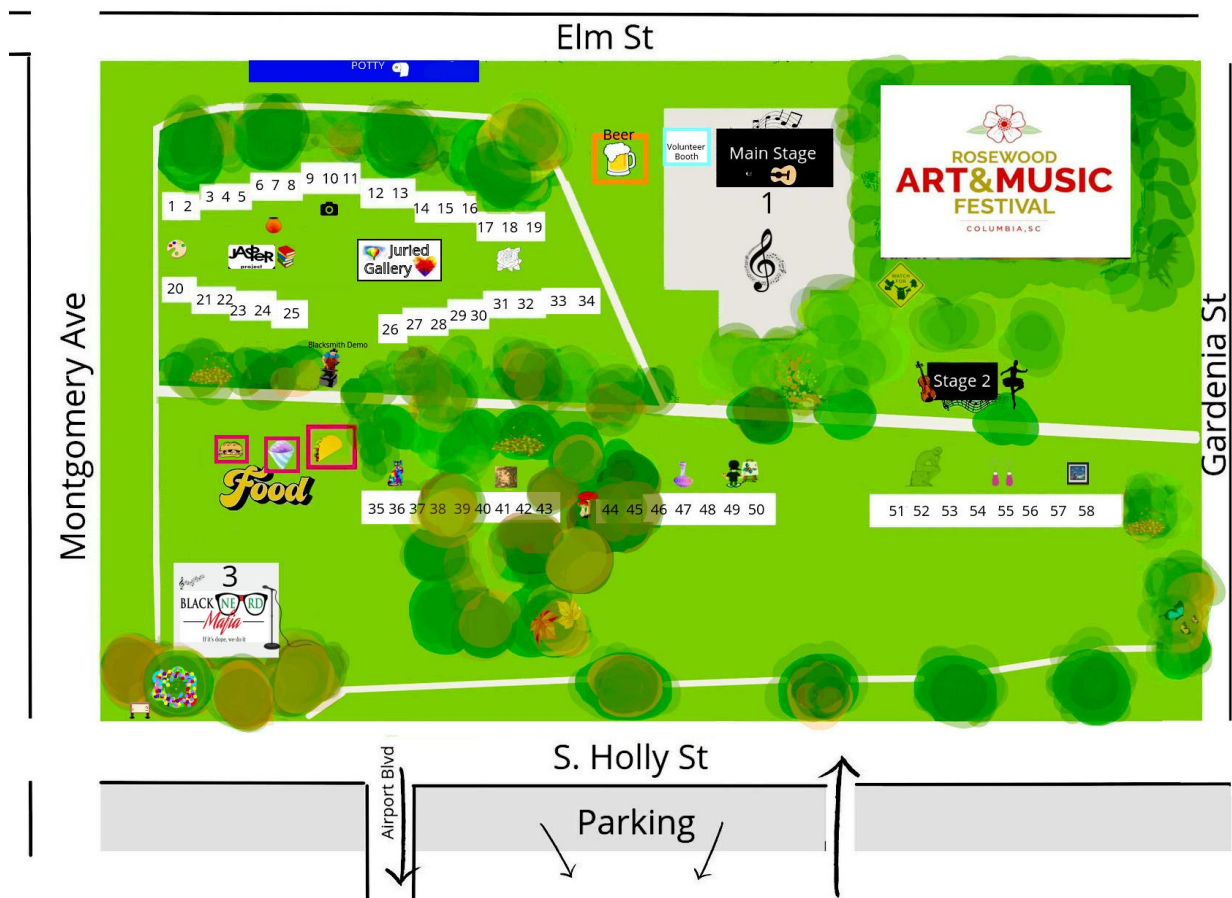 Elm St
POTTY
Beer
Volunteer
Booth
Main Stage
1
ROSEWOOD
ART&MUSIC
FESTIVAL
COLUMBIA, SC
WATCH
FOR
1 2 3 4 5 6 7 8 9 10 11 12 13 14 15 16 17 18 19
JASPER
project
Juried
Gallery
20 21 22 23 24 25 26 27 28 29 30 31 32 33 34
Blacksmith Demo
Stage 2
Montgomery Ave
Gardenia St
Food
35 36 37 38 39 40 41 42 43 44 45 46 47 48 49 50 51 52 53 54 55 56 57 58
3
BLACK NERD
Mafia
If it's dope, we do it
S. Holly St
Airport Blvd
Parking